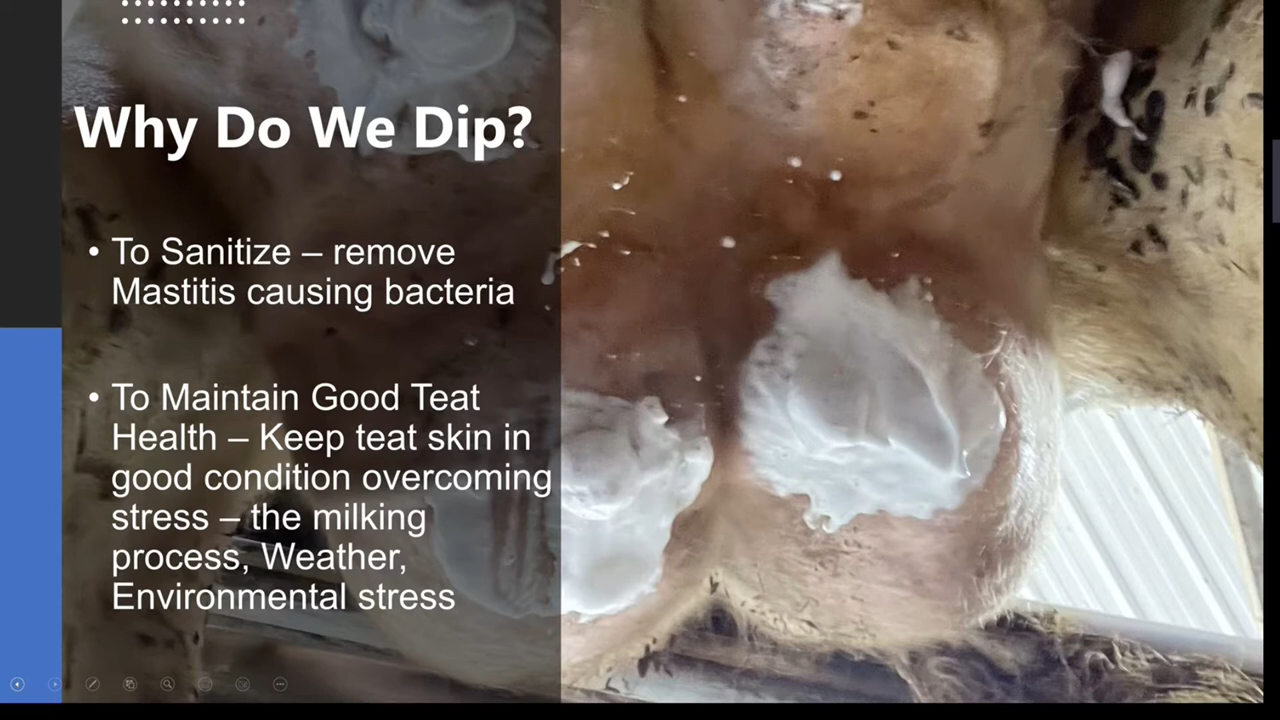 Why Do We Dip?
• To Sanitize – remove
Mastitis causing bacteria
• To Maintain Good Teat
Health – Keep teat skin in
good condition overcoming
stress – the milking
process, Weather,
Environmental stress